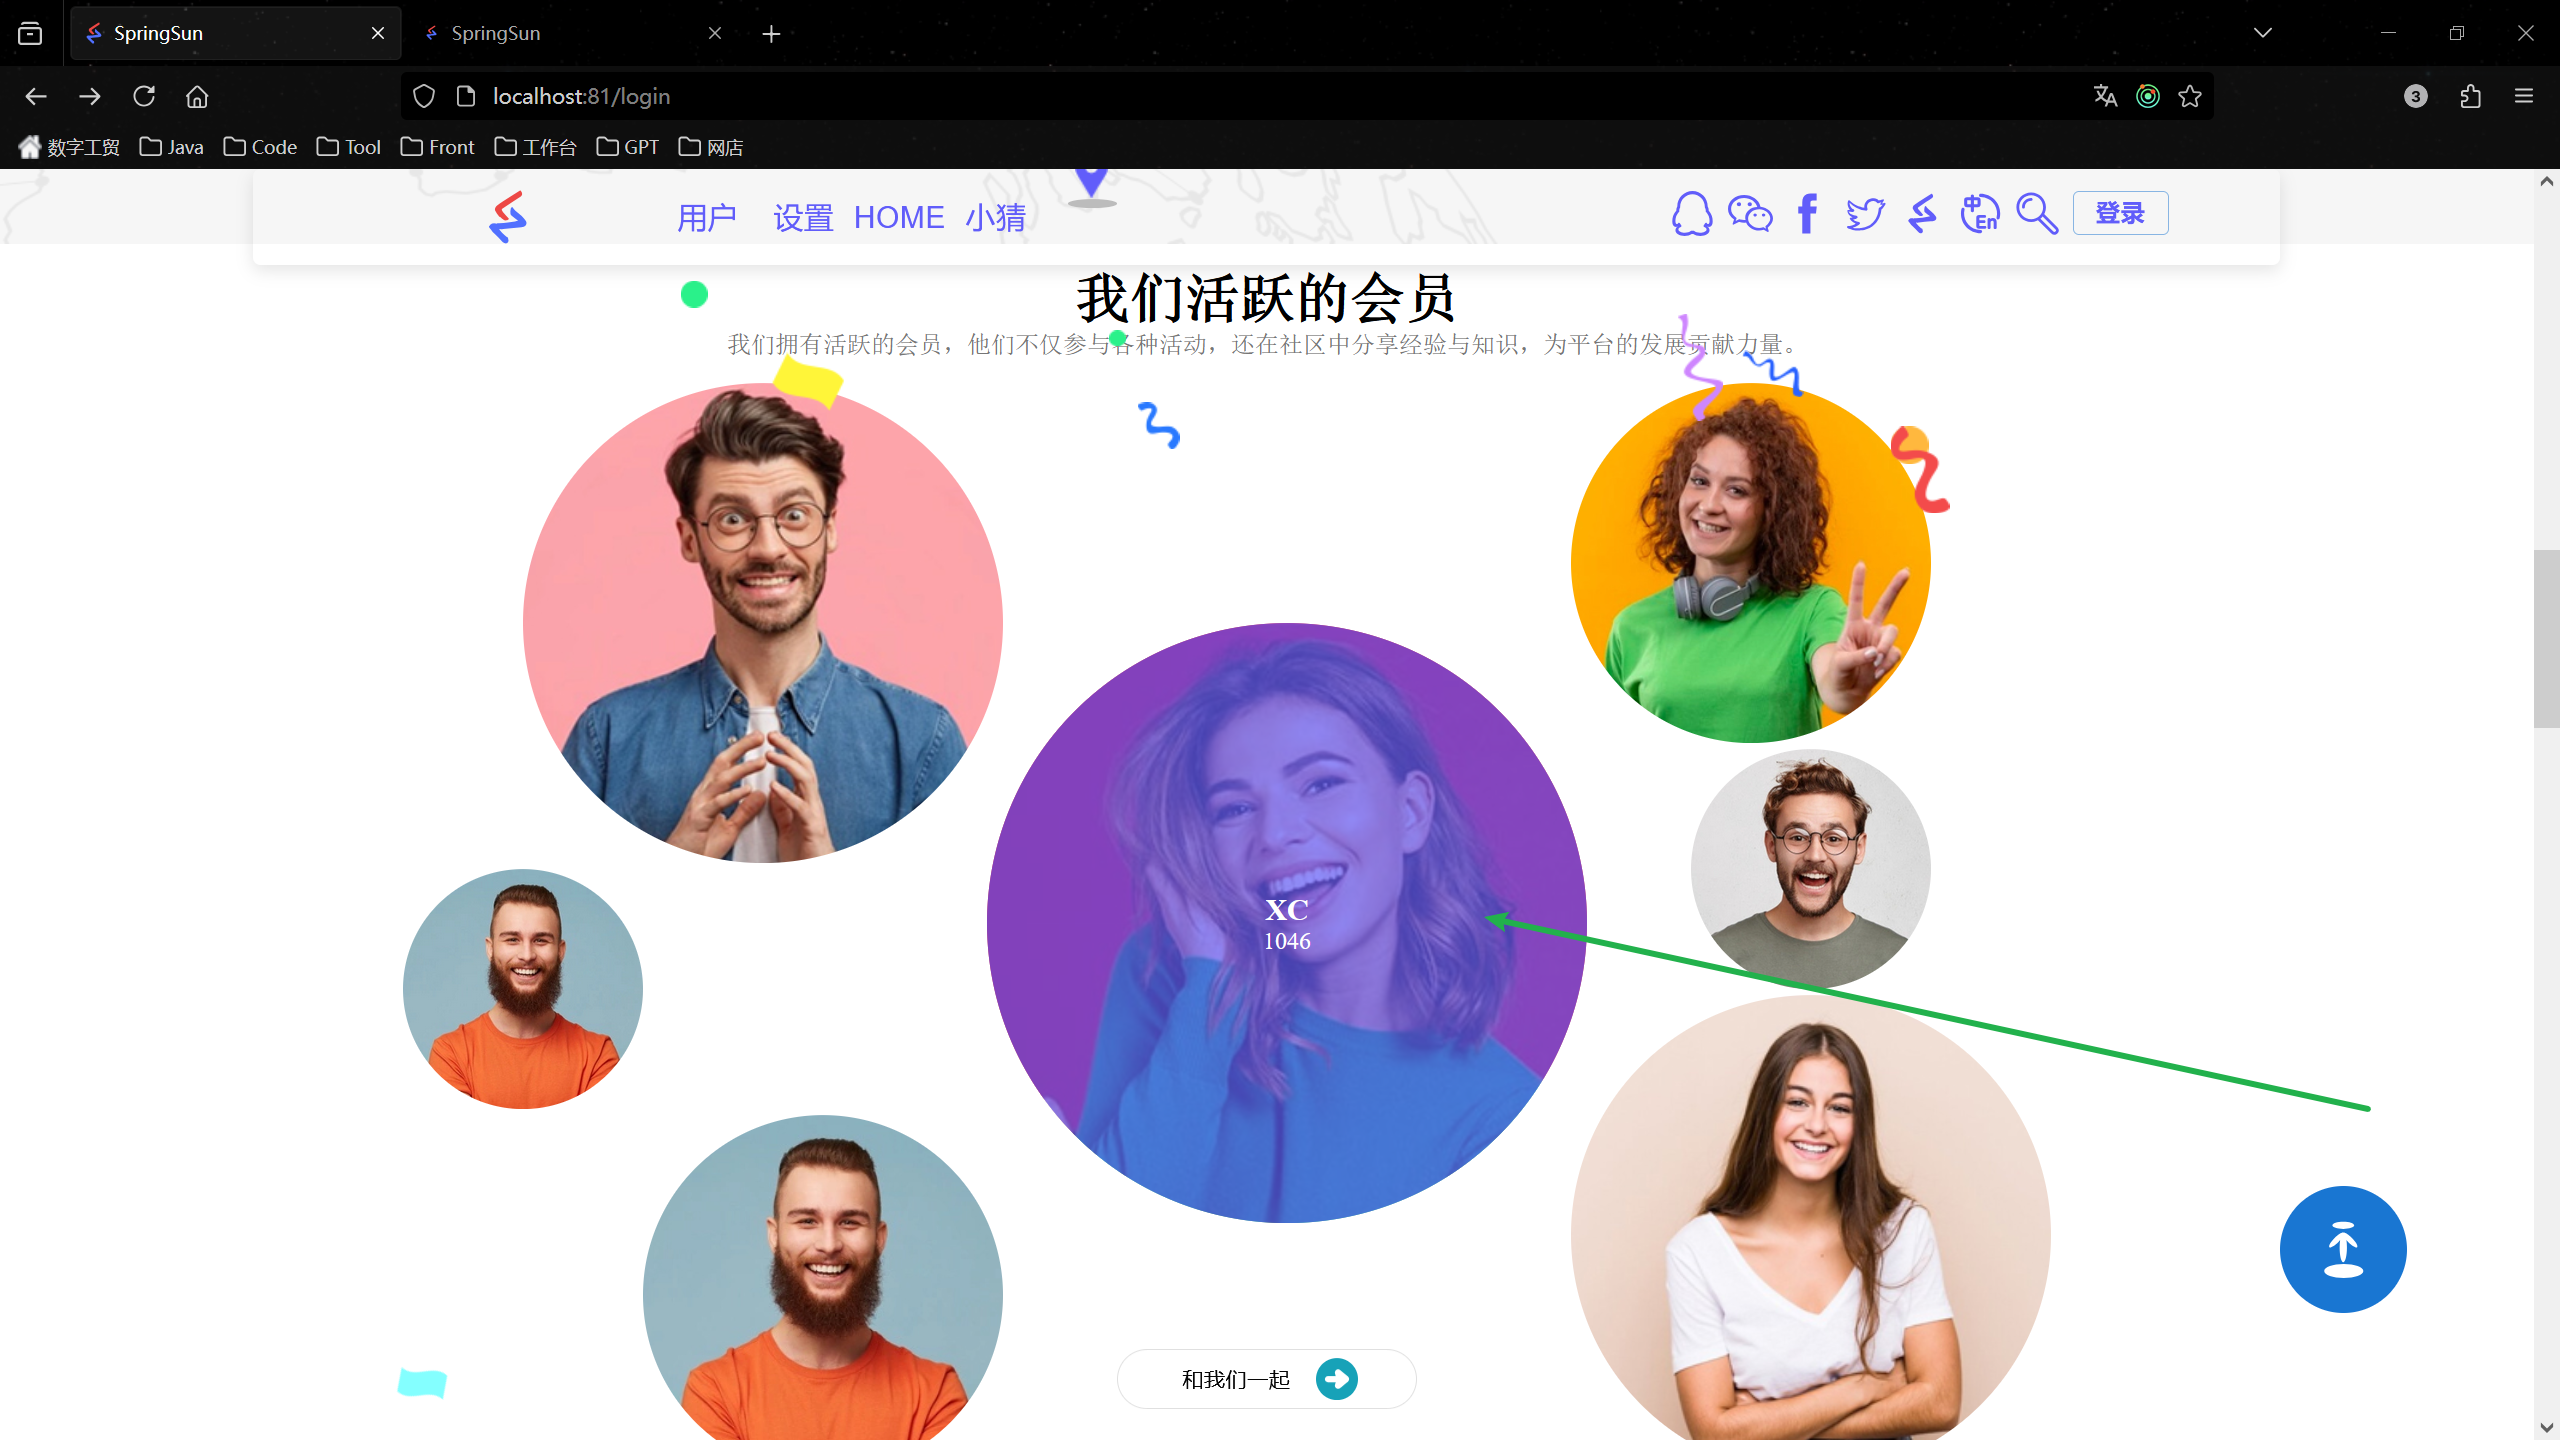 SpringSun
SpringSun
localhost:81/login
3
数字工贸 Java Code Tool Front 工作台 GPT 网店
用户 设置 HOME 小猜 中 En 登录
我们活跃的会员
我们拥有活跃的会员，他们不仅参与各种活动，还在社区中分享经验与知识，为平台的发展贡献力量。
XC
1046
和我们一起